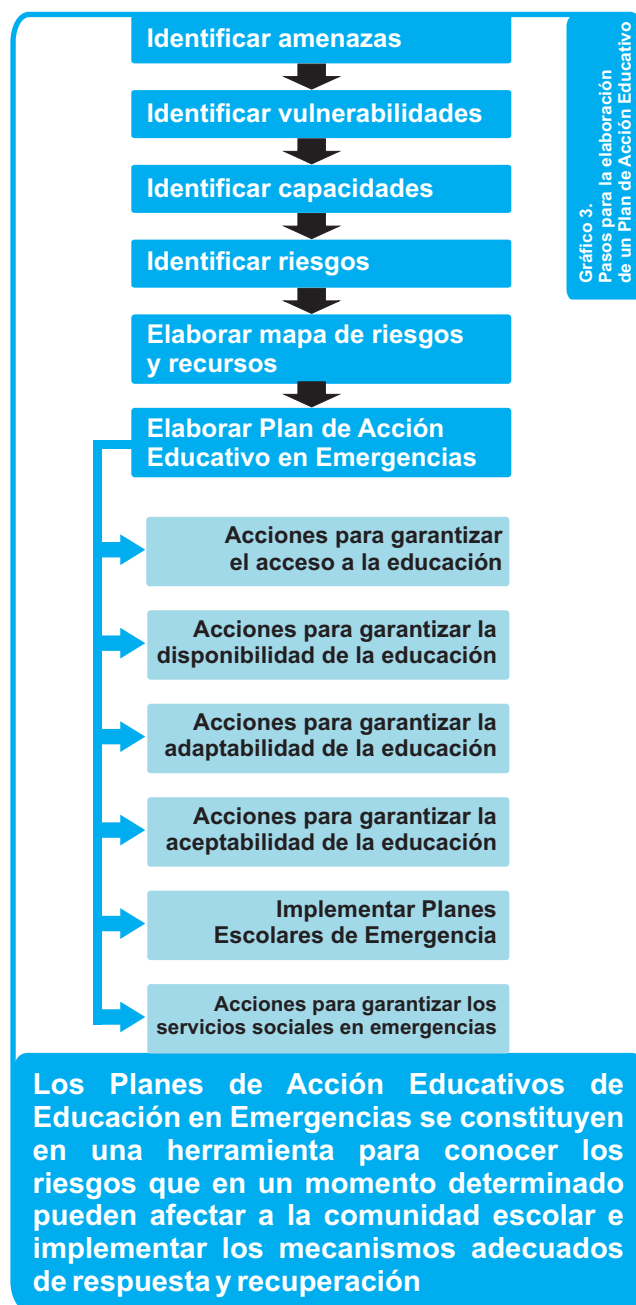 Identificar amenazas
Identificar vulnerabilidades
Identificar capacidades
Identificar riesgos
Elaborar mapa de riesgos
y recursos
Elaborar Plan de Acción
Educativo en Emergencias
Acciones para garantizar
el acceso a la educación
Acciones para garantizar la
disponibilidad de la educación
Acciones para garantizar la
adaptabilidad de la educación
Acciones para garantizar la
aceptabilidad de la educación
Implementar Planes
Escolares de Emergencia
Acciones para garantizar los
servicios sociales en emergencias
Gráfico 3.
Pasos para la elaboración
de un Plan de Acción Educativo
Los Planes de Acción Educativos de
Educación en Emergencias se constituyen
en una herramienta para conocer los
riesgos que en un momento determinado
pueden afectar a la comunidad escolar e
implementar los mecanismos adecuados
de respuesta y recuperación